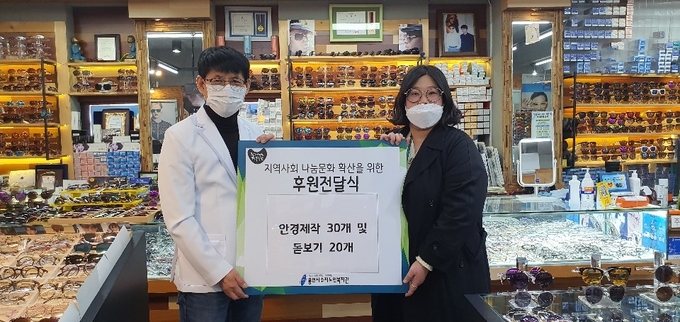 지역사회 나눔문화 확산을 위한
후원전달식
안경제작 30개 및
돋보기 20개